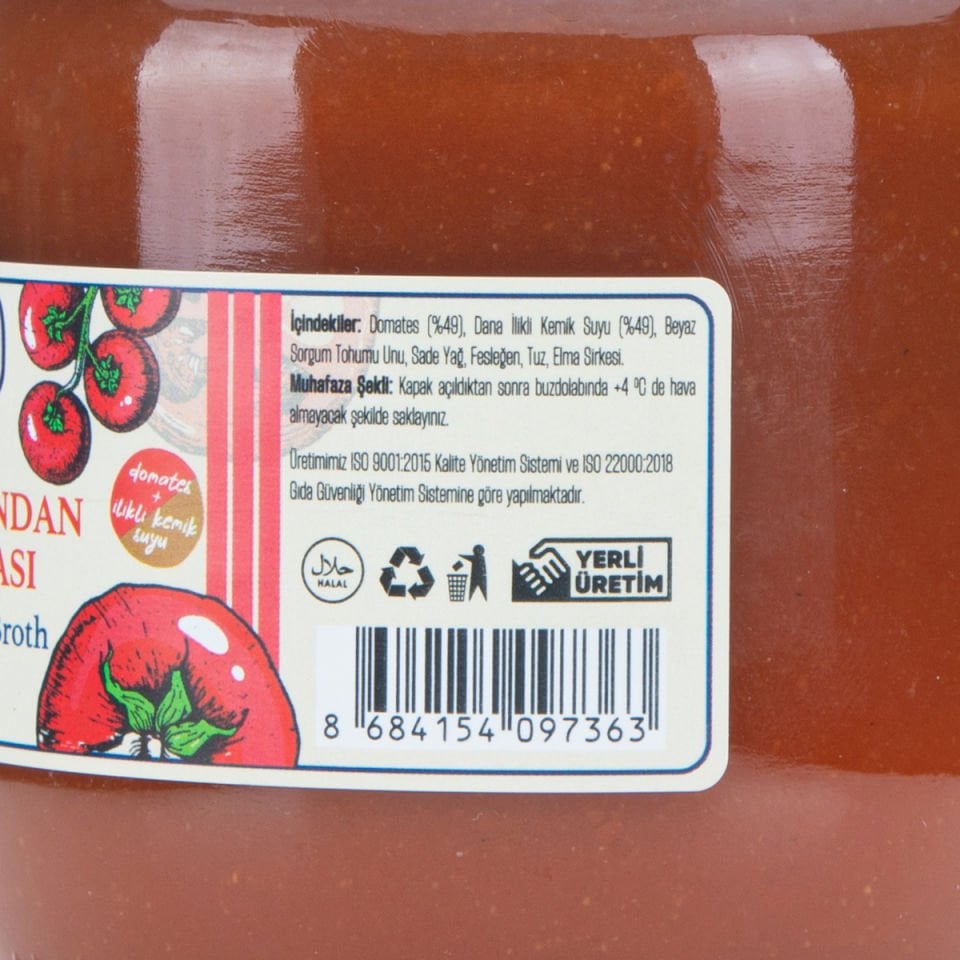 NDAN
ASI
Broth
domates
+
ilikli kemik
suyu
İçindekiler: Domates (%49), Dana İlikli Kemik Suyu (%49), Beyaz
Sorgum Tohumu Unu, Sade Yağ, Fesleğen, Tuz, Elma Sirkesi.
Muhafaza Şekli: Kapak açıldıktan sonra buzdolabında +4 ºC de hava
almayacak şekilde saklayınız.
Üretimimiz ISO 9001:2015 Kalite Yönetim Sistemi ve ISO 22000:2018
Gıda Güvenliği Yönetim Sistemine göre yapılmaktadır.
حلال
HALAL
YERLİ
ÜRETİM
8 684154 097363